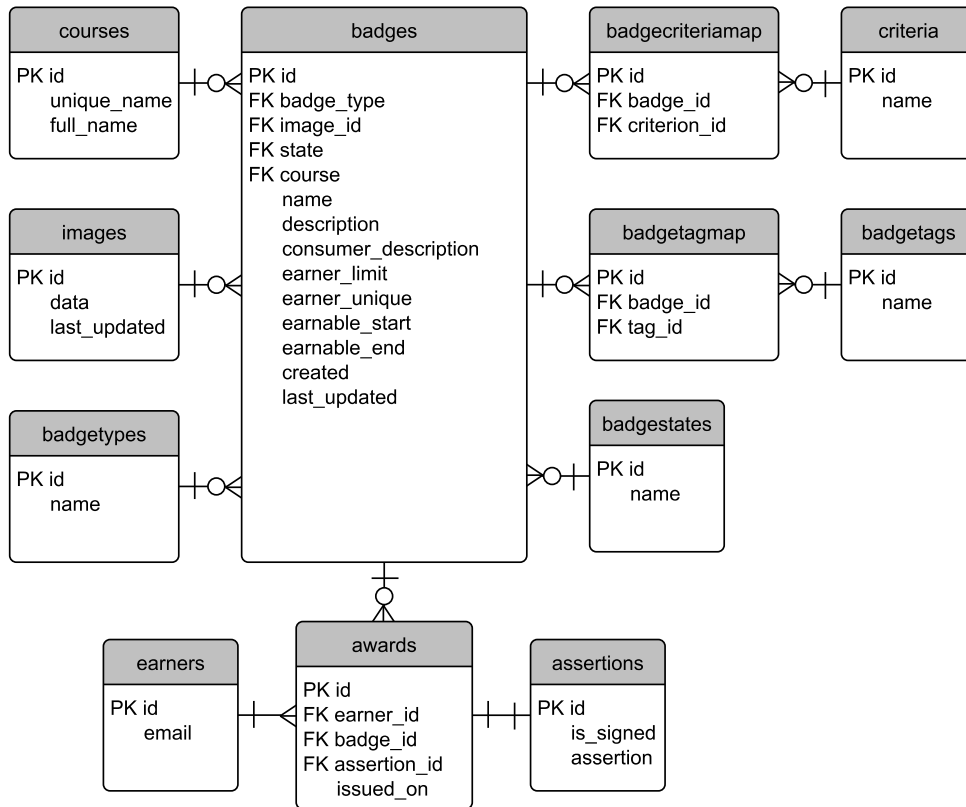 courses
PK id
unique_name
full_name
badges
PK id
FK badge_type
FK image_id
FK state
FK course
name
description
consumer_description
earner_limit
earner_unique
earnable_start
earnable_end
created
last_updated
badgecriteriamap
PK id
FK badge_id
FK criterion_id
criteria
PK id
name
images
PK id
data
last_updated
badgetagmap
PK id
FK badge_id
FK tag_id
badgetags
PK id
name
badgetypes
PK id
name
badgestates
PK id
name
earners
PK id
email
awards
PK id
FK earner_id
FK badge_id
FK assertion_id
issued_on
assertions
PK id
is_signed
assertion